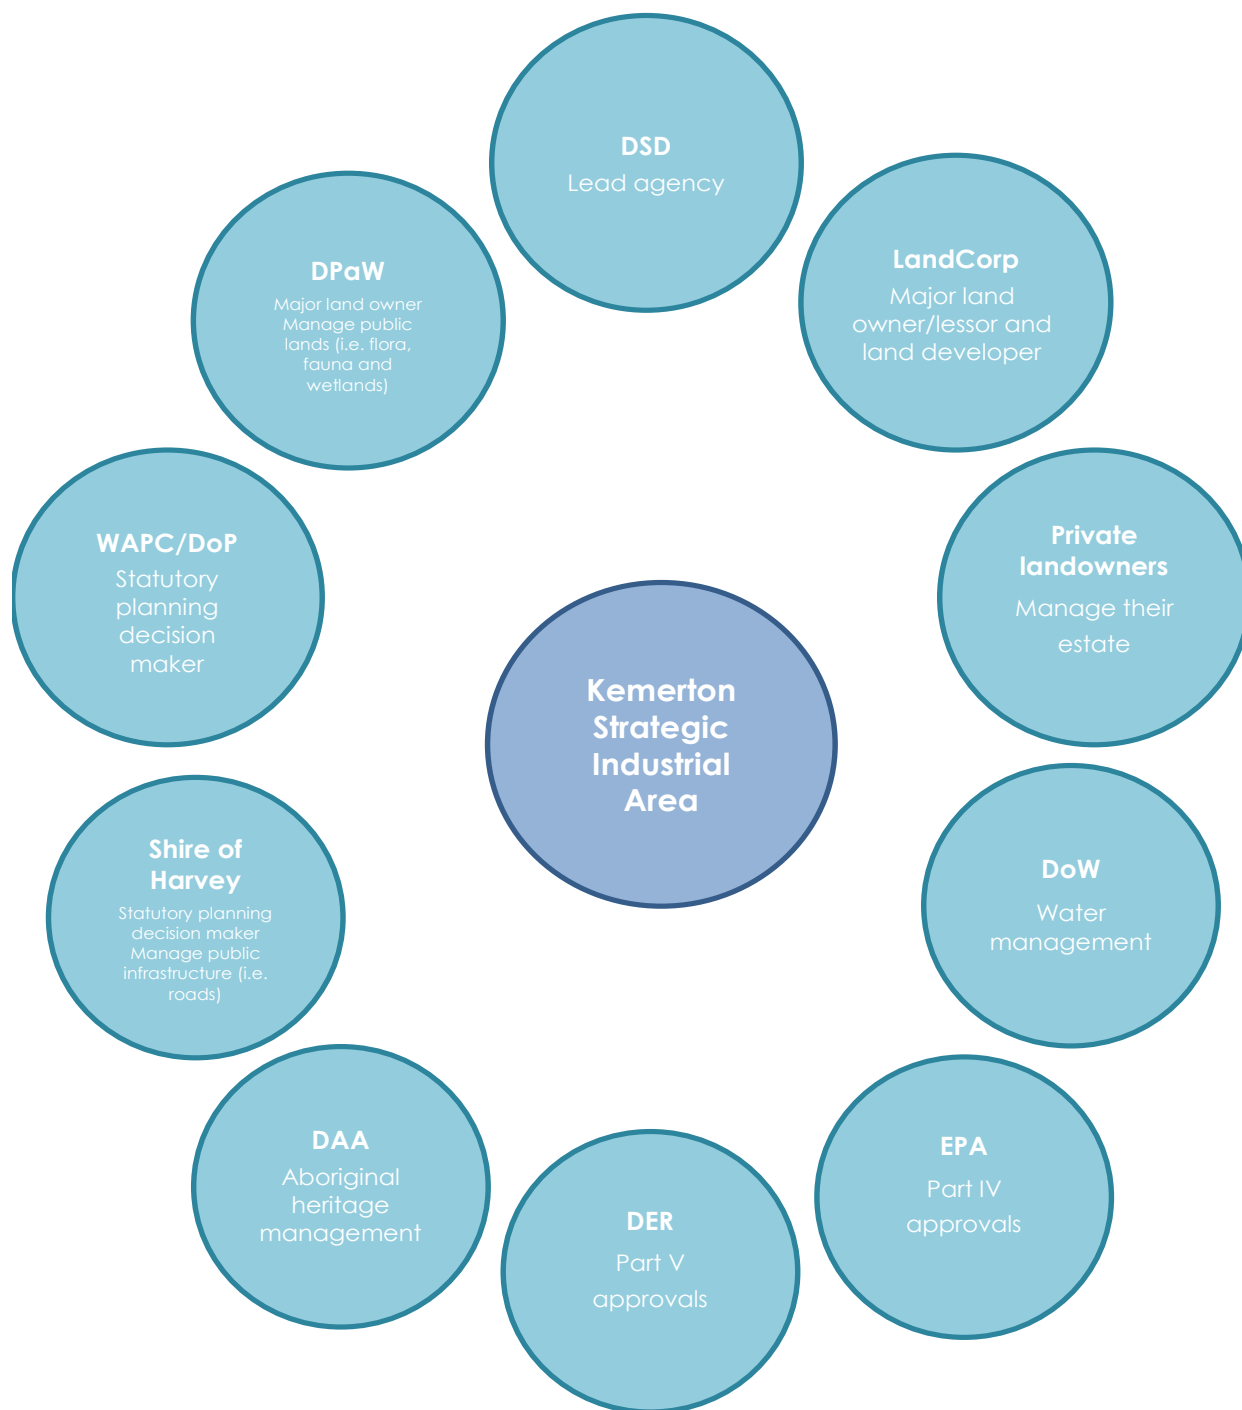 DSD
Lead agency
LandCorp
Major land
owner/lessor and
land developer
Private
landowners
Manage their
estate
DoW
Water
management
EPA
Part IV
approvals
DER
Part V
approvals
DAA
Aboriginal
heritage
management
Shire of
Harvey
Statutory planning
decision maker
Manage public
infrastructure (i.e.
roads)
WAPC/DoP
Statutory
planning
decision
maker
DPaW
Major land owner
Manage public
lands (i.e. flora,
fauna and
wetlands)
Kemerton
Strategic
Industrial
Area